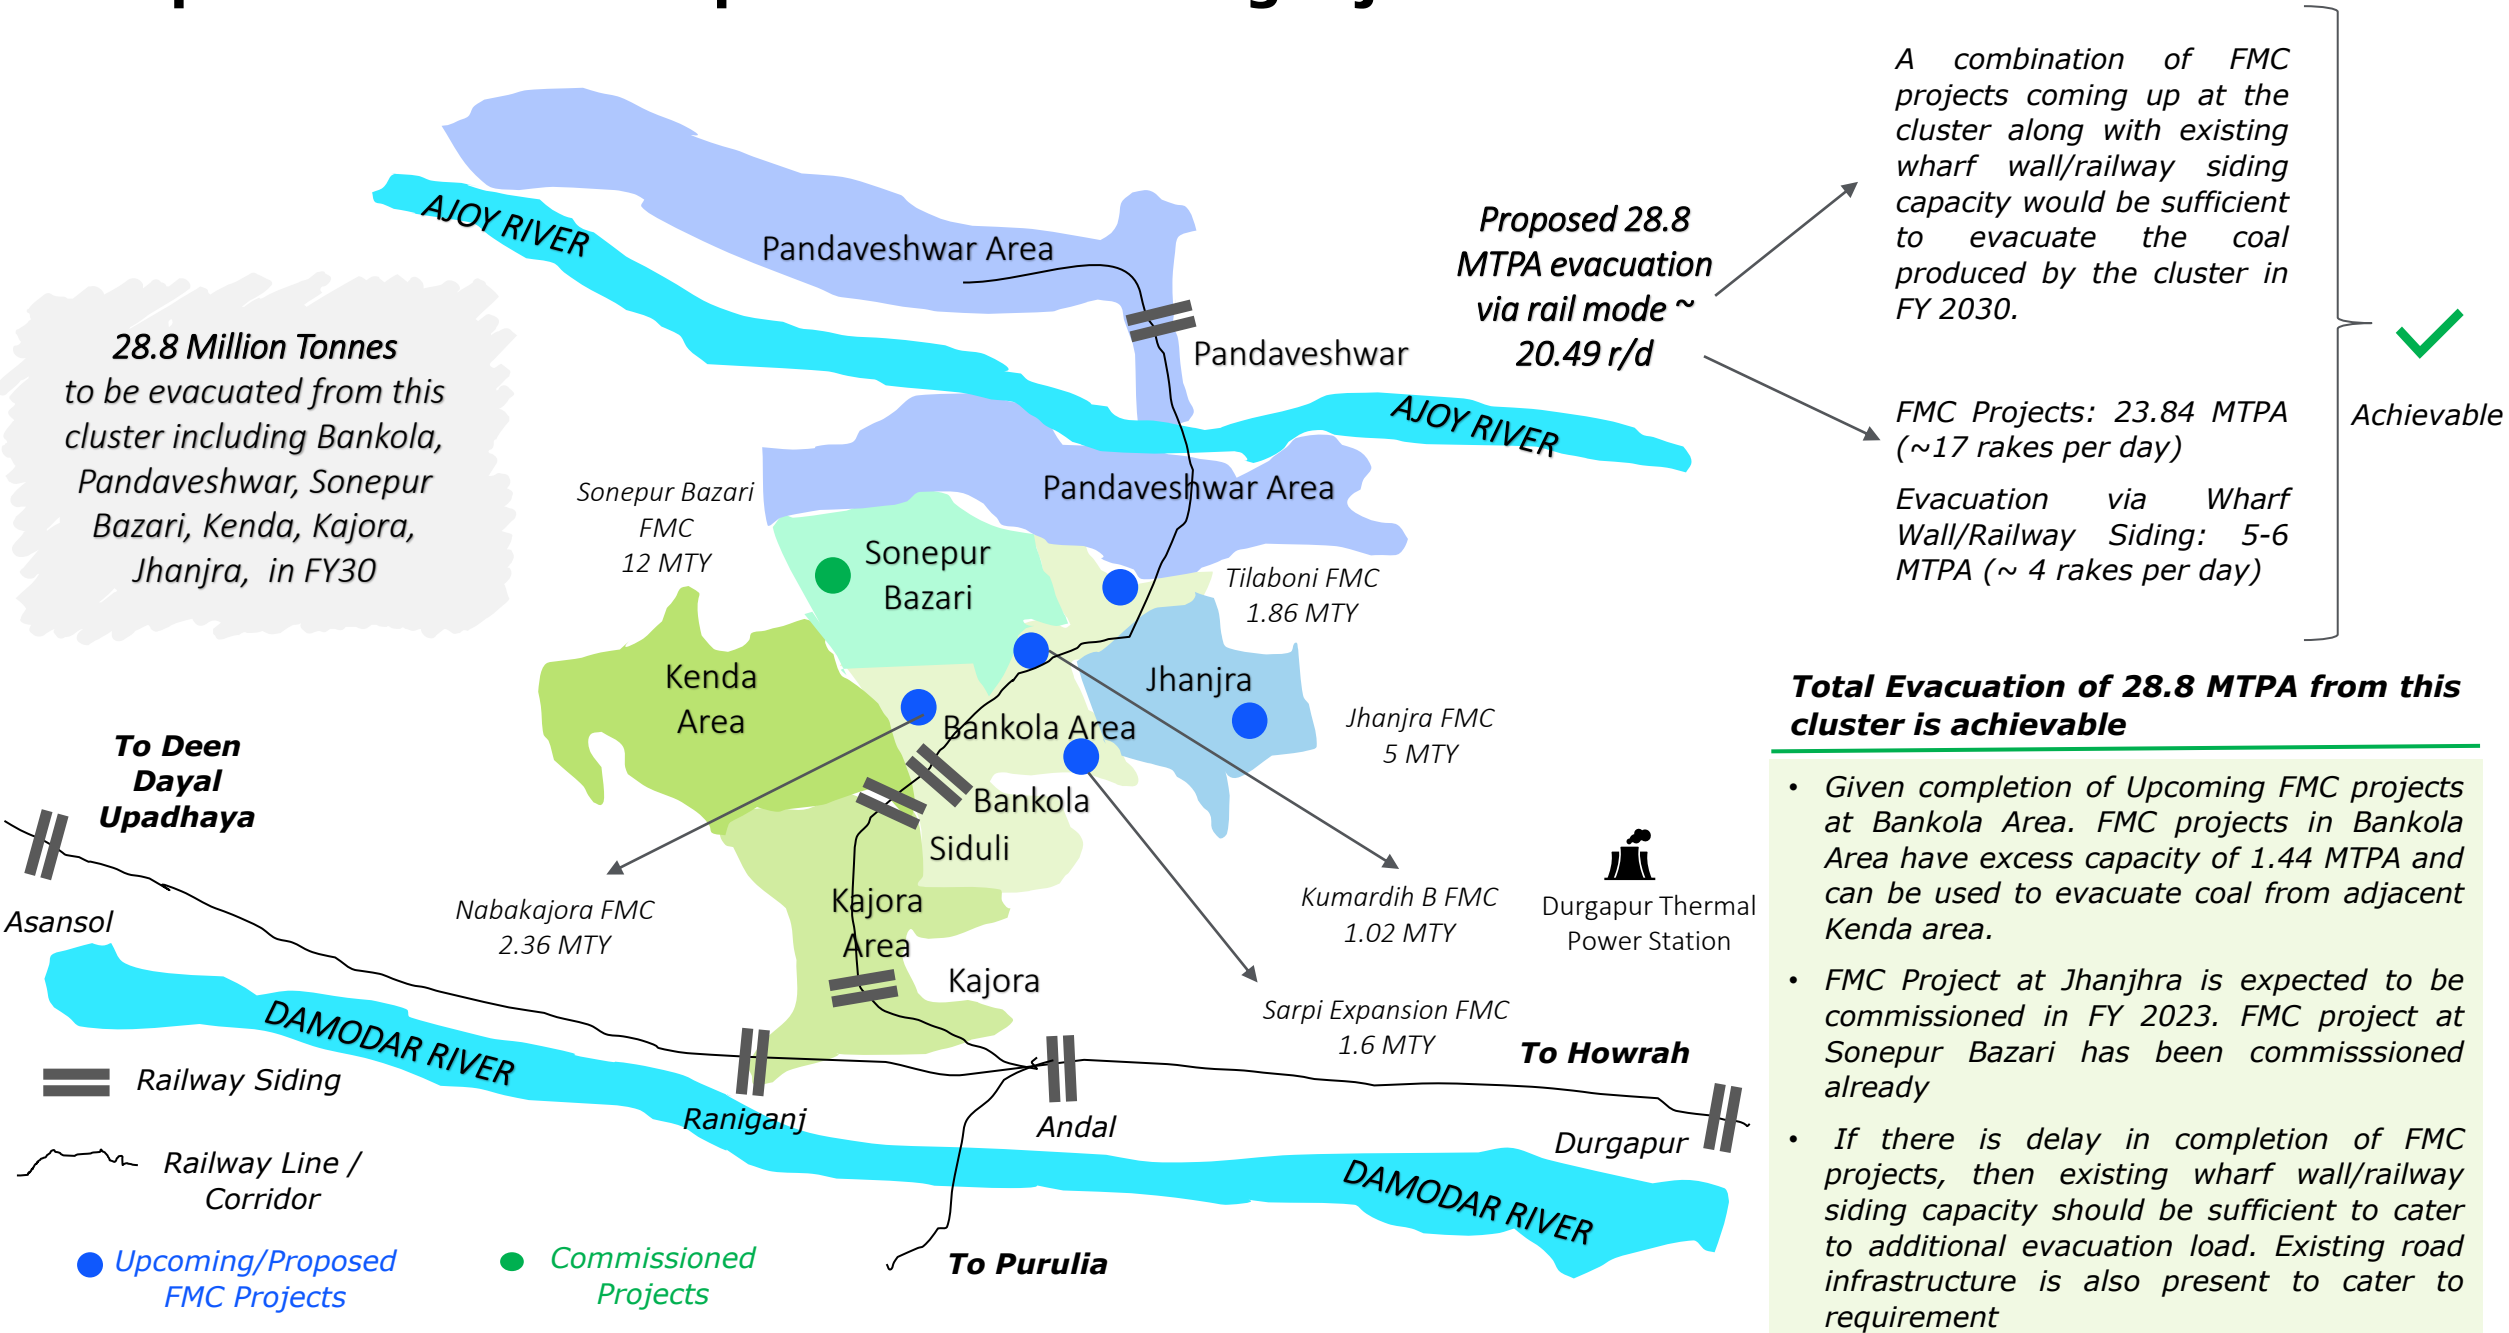 28.8 Million Tonnes
to be evacuated from this
cluster including Bankola,
Pandaveshwar, Sonepur
Bazari, Kenda, Kajora,
Jhanjra, in FY30
AJOY RIVER
Pandaveshwar Area
Pandaveshwar
AJOY RIVER
Pandaveshwar Area
Sonepur Bazari
FMC
12 MTY
Sonepur
Bazari
Tilaboni FMC
1.86 MTY
Kenda
Area
Jhanjra
Jhanjra FMC
5 MTY
Bankola Area
Bankola
Siduli
Nabakajora FMC
2.36 MTY
Kajora
Area
Kajora
Kumardih B FMC
1.02 MTY
Sarpi Expansion FMC
1.6 MTY
Durgapur Thermal
Power Station
To Deen
Dayal
Upadhaya
Asansol
DAMODAR RIVER
Raniganj
Andal
To Howrah
Durgapur
DAMODAR RIVER
To Purulia
Railway Siding
Railway Line /
Corridor
Upcoming/Proposed
FMC Projects
Commissioned
Projects
Proposed 28.8
MTPA evacuation
via rail mode ~
20.49 r/d
A combination of FMC
projects coming up at the
cluster along with existing
wharf wall/railway siding
capacity would be sufficient
to evacuate the coal
produced by the cluster in
FY 2030.
FMC Projects: 23.84 MTPA
(~17 rakes per day)
Evacuation via Wharf
Wall/Railway Siding: 5-6
MTPA (~ 4 rakes per day)
Achievable
Total Evacuation of 28.8 MTPA from this
cluster is achievable
• Given completion of Upcoming FMC projects
at Bankola Area. FMC projects in Bankola
Area have excess capacity of 1.44 MTPA and
can be used to evacuate coal from adjacent
Kenda area.
• FMC Project at Jhanjhra is expected to be
commissioned in FY 2023. FMC project at
Sonepur Bazari has been commisssioned
already
• If there is delay in completion of FMC
projects, then existing wharf wall/railway
siding capacity should be sufficient to cater
to additional evacuation load. Existing road
infrastructure is also present to cater to
requirement